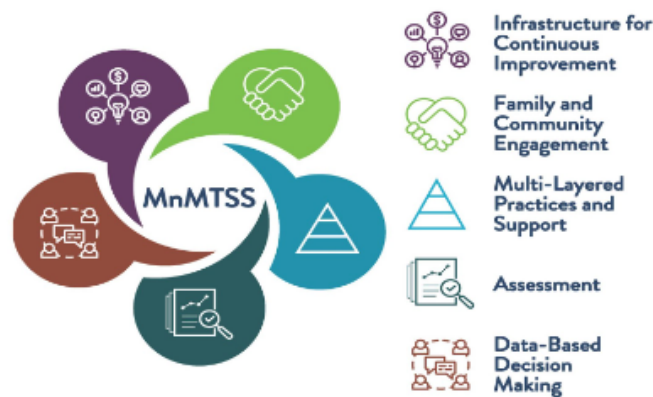 MnMTSS
Infrastructure for
Continuous
Improvement
Family and
Community
Engagement
Multi-Layered
Practices and
Support
Assessment
Data-Based
Decision
Making